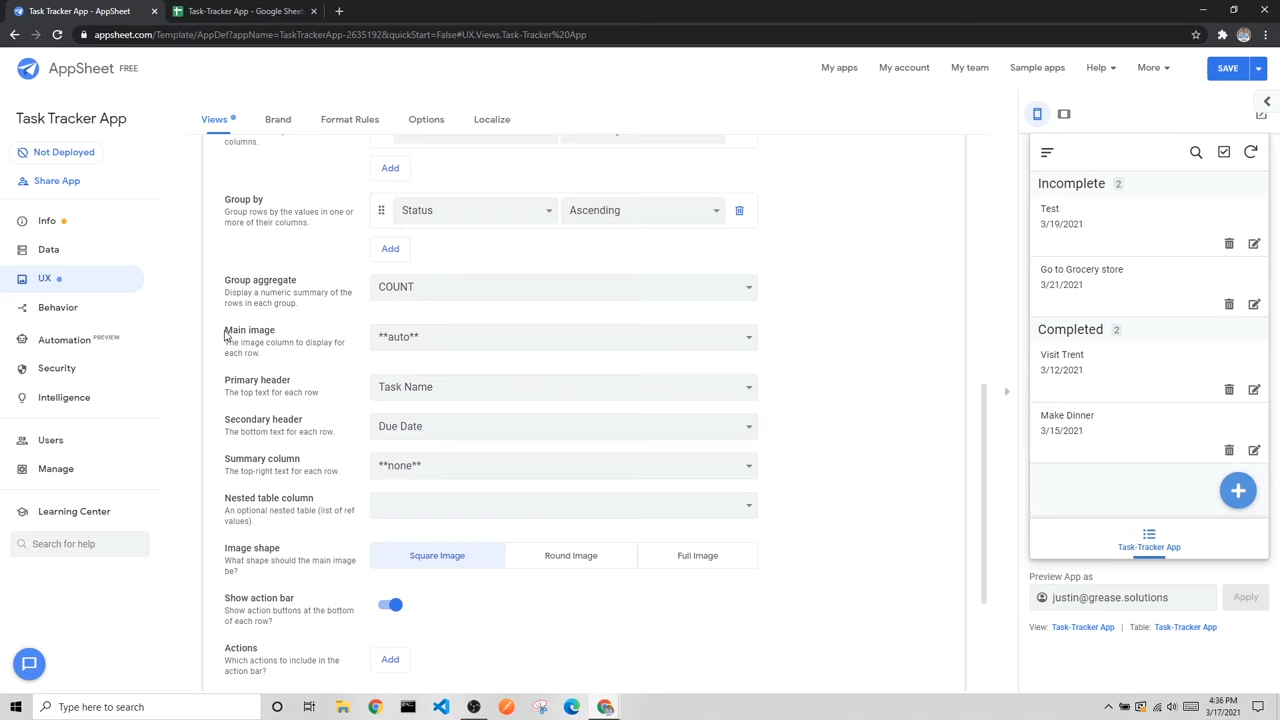 Task Tracker App - AppSheet
Task-Tracker App - Google Sheet
appsheet.com/Template/AppDef?appName=TaskTrackerApp-2635192&quickStart=False#UX.Views.Task-Tracker%20App
AppSheet FREE
My apps
My account
My team
Sample apps
Help
More
SAVE
Task Tracker App
Not Deployed
Share App
Info
Data
UX
Behavior
Automation PREVIEW
Security
Intelligence
Users
Manage
Learning Center
Search for help
Views
Brand
Format Rules
Options
Localize
columns.
Add
Group by
Group rows by the values in one or
more of their columns.
Status
Ascending
Add
Group aggregate
Display a numeric summary of the
rows in each group.
COUNT
Main image
The image column to display for
each row.
**auto**
Primary header
The top text for each row
Task Name
Secondary header
The bottom text for each row.
Due Date
Summary column
The top-right text for each row.
**none**
Nested table column
An optional nested table (list of ref
values).
Image shape
What shape should the main image
be?
Square Image
Round Image
Full Image
Show action bar
Show action buttons at the bottom
of each row?
Actions
Which actions to include in the
action bar?
Add
Incomplete 2
Test
3/19/2021
Go to Grocery store
3/21/2021
Completed 2
Visit Trent
3/12/2021
Make Dinner
3/15/2021
Task-Tracker App
Preview App as
justin@grease.solutions
Apply
View: Task-Tracker App | Table: Task-Tracker App
Type here to search
4:36 PM
3/17/2021